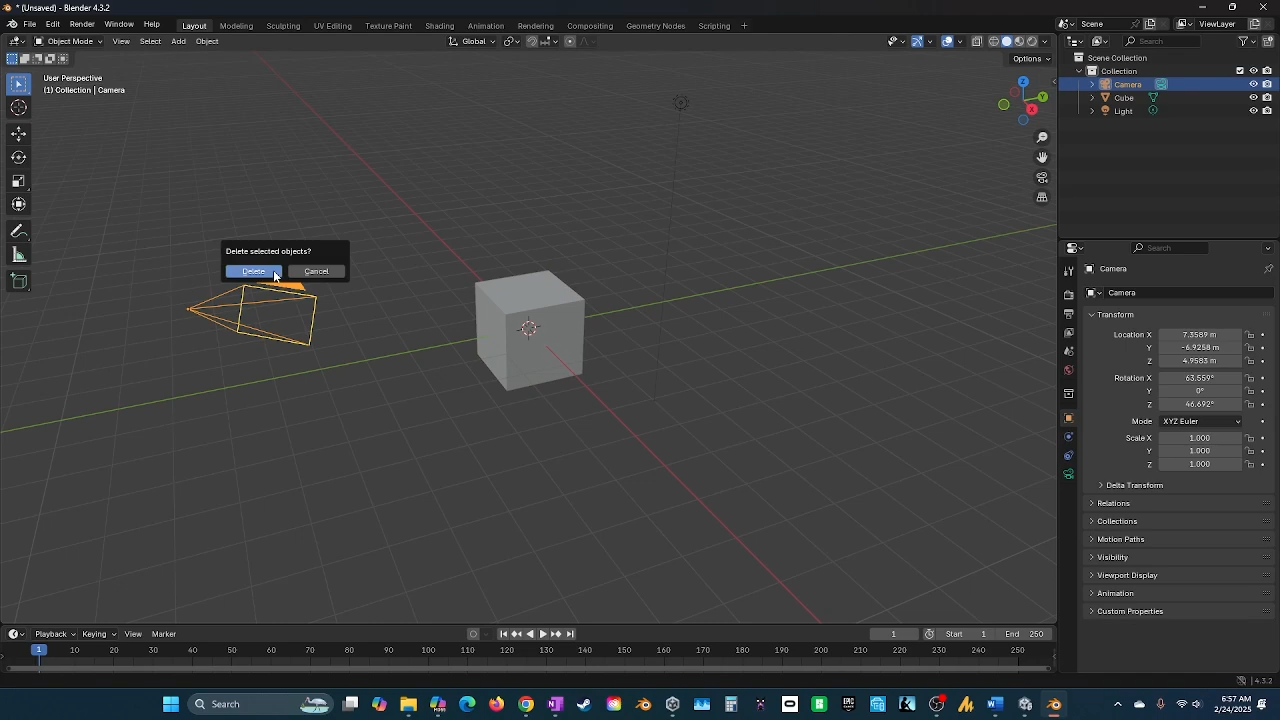 * (Unsaved) - Blender 4.3.2
File Edit Render Window Help Layout Modeling Sculpting UV Editing Texture Paint Shading Animation Rendering Compositing Geometry Nodes Scripting + Scene ViewLayer
Object Mode View Select Add Object Global Search
Options
User Perspective
(1) Collection | Camera
Z
Y
X
Scene Collection
Collection
Camera
Cube
Light
Delete selected objects?
Delete Cancel
Search
Camera
Camera
Transform
Location X 7.3589 m
Y -6.9258 m
Z 4.9583 m
Rotation X 63.559°
Y 0°
Z 46.692°
Mode XYZ Euler
Scale X 1.000
Y 1.000
Z 1.000
Delta Transform
Relations
Collections
Motion Paths
Visibility
Viewport Display
Animation
Custom Properties
Playback Keying View Marker 1 Start 1 End 250
1 10 20 30 40 50 60 70 80 90 100 110 120 130 140 150 160 170 180 190 200 210 220 230 240 250
4.3.2
Search
6:57 AM
2/24/2025